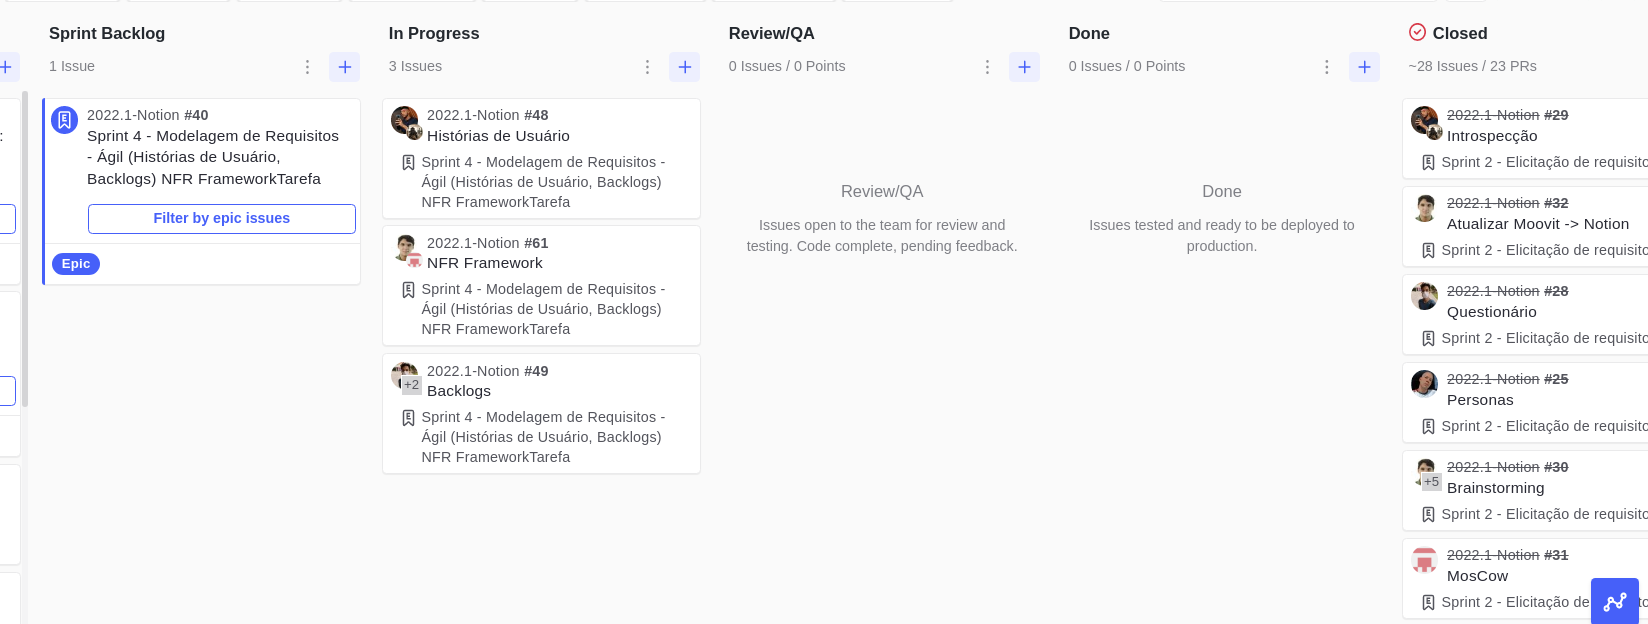 Sprint Backlog
1 Issue
2022.1-Notion #40
Sprint 4 - Modelagem de Requisitos
- Ágil (Histórias de Usuário,
Backlogs) NFR FrameworkTarefa
Filter by epic issues
Epic
In Progress
3 Issues
2022.1-Notion #48
Histórias de Usuário
Sprint 4 - Modelagem de Requisitos -
Ágil (Histórias de Usuário, Backlogs)
NFR FrameworkTarefa
2022.1-Notion #61
NFR Framework
Sprint 4 - Modelagem de Requisitos -
Ágil (Histórias de Usuário, Backlogs)
NFR FrameworkTarefa
+2
2022.1-Notion #49
Backlogs
Sprint 4 - Modelagem de Requisitos -
Ágil (Histórias de Usuário, Backlogs)
NFR FrameworkTarefa
Review/QA
0 Issues / 0 Points
Review/QA
Issues open to the team for review and
testing. Code complete, pending feedback.
Done
0 Issues / 0 Points
Done
Issues tested and ready to be deployed to
production.
Closed
~28 Issues / 23 PRs
2022.1-Notion #29
Introspecção
Sprint 2 - Elicitação de requisito
2022.1-Notion #32
Atualizar Moovit -> Notion
Sprint 2 - Elicitação de requisito
2022.1-Notion #28
Questionário
Sprint 2 - Elicitação de requisito
2022.1-Notion #25
Personas
Sprint 2 - Elicitação de requisito
+5
2022.1-Notion #30
Brainstorming
Sprint 2 - Elicitação de requisito
2022.1-Notion #31
MosCow
Sprint 2 - Elicitação de